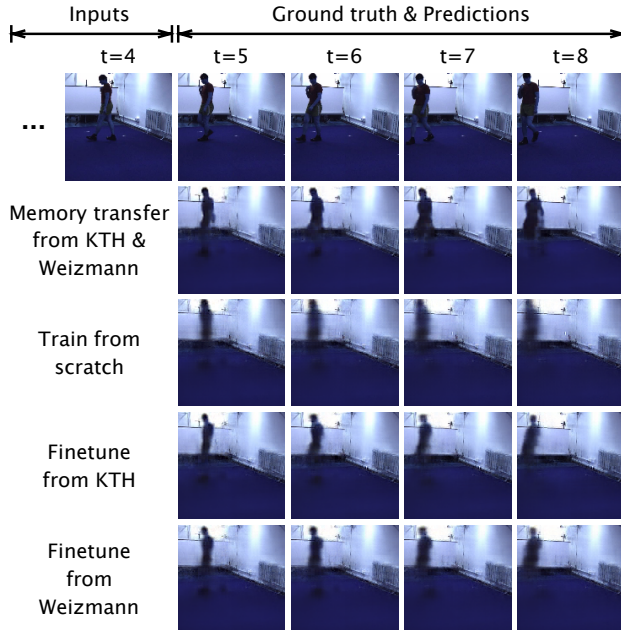 Inputs
Ground truth & Predictions
t=4
t=5
t=6
t=7
t=8
...
Memory transfer
from KTH &
Weizmann
Train from
scratch
Finetune
from KTH
Finetune
from
Weizmann